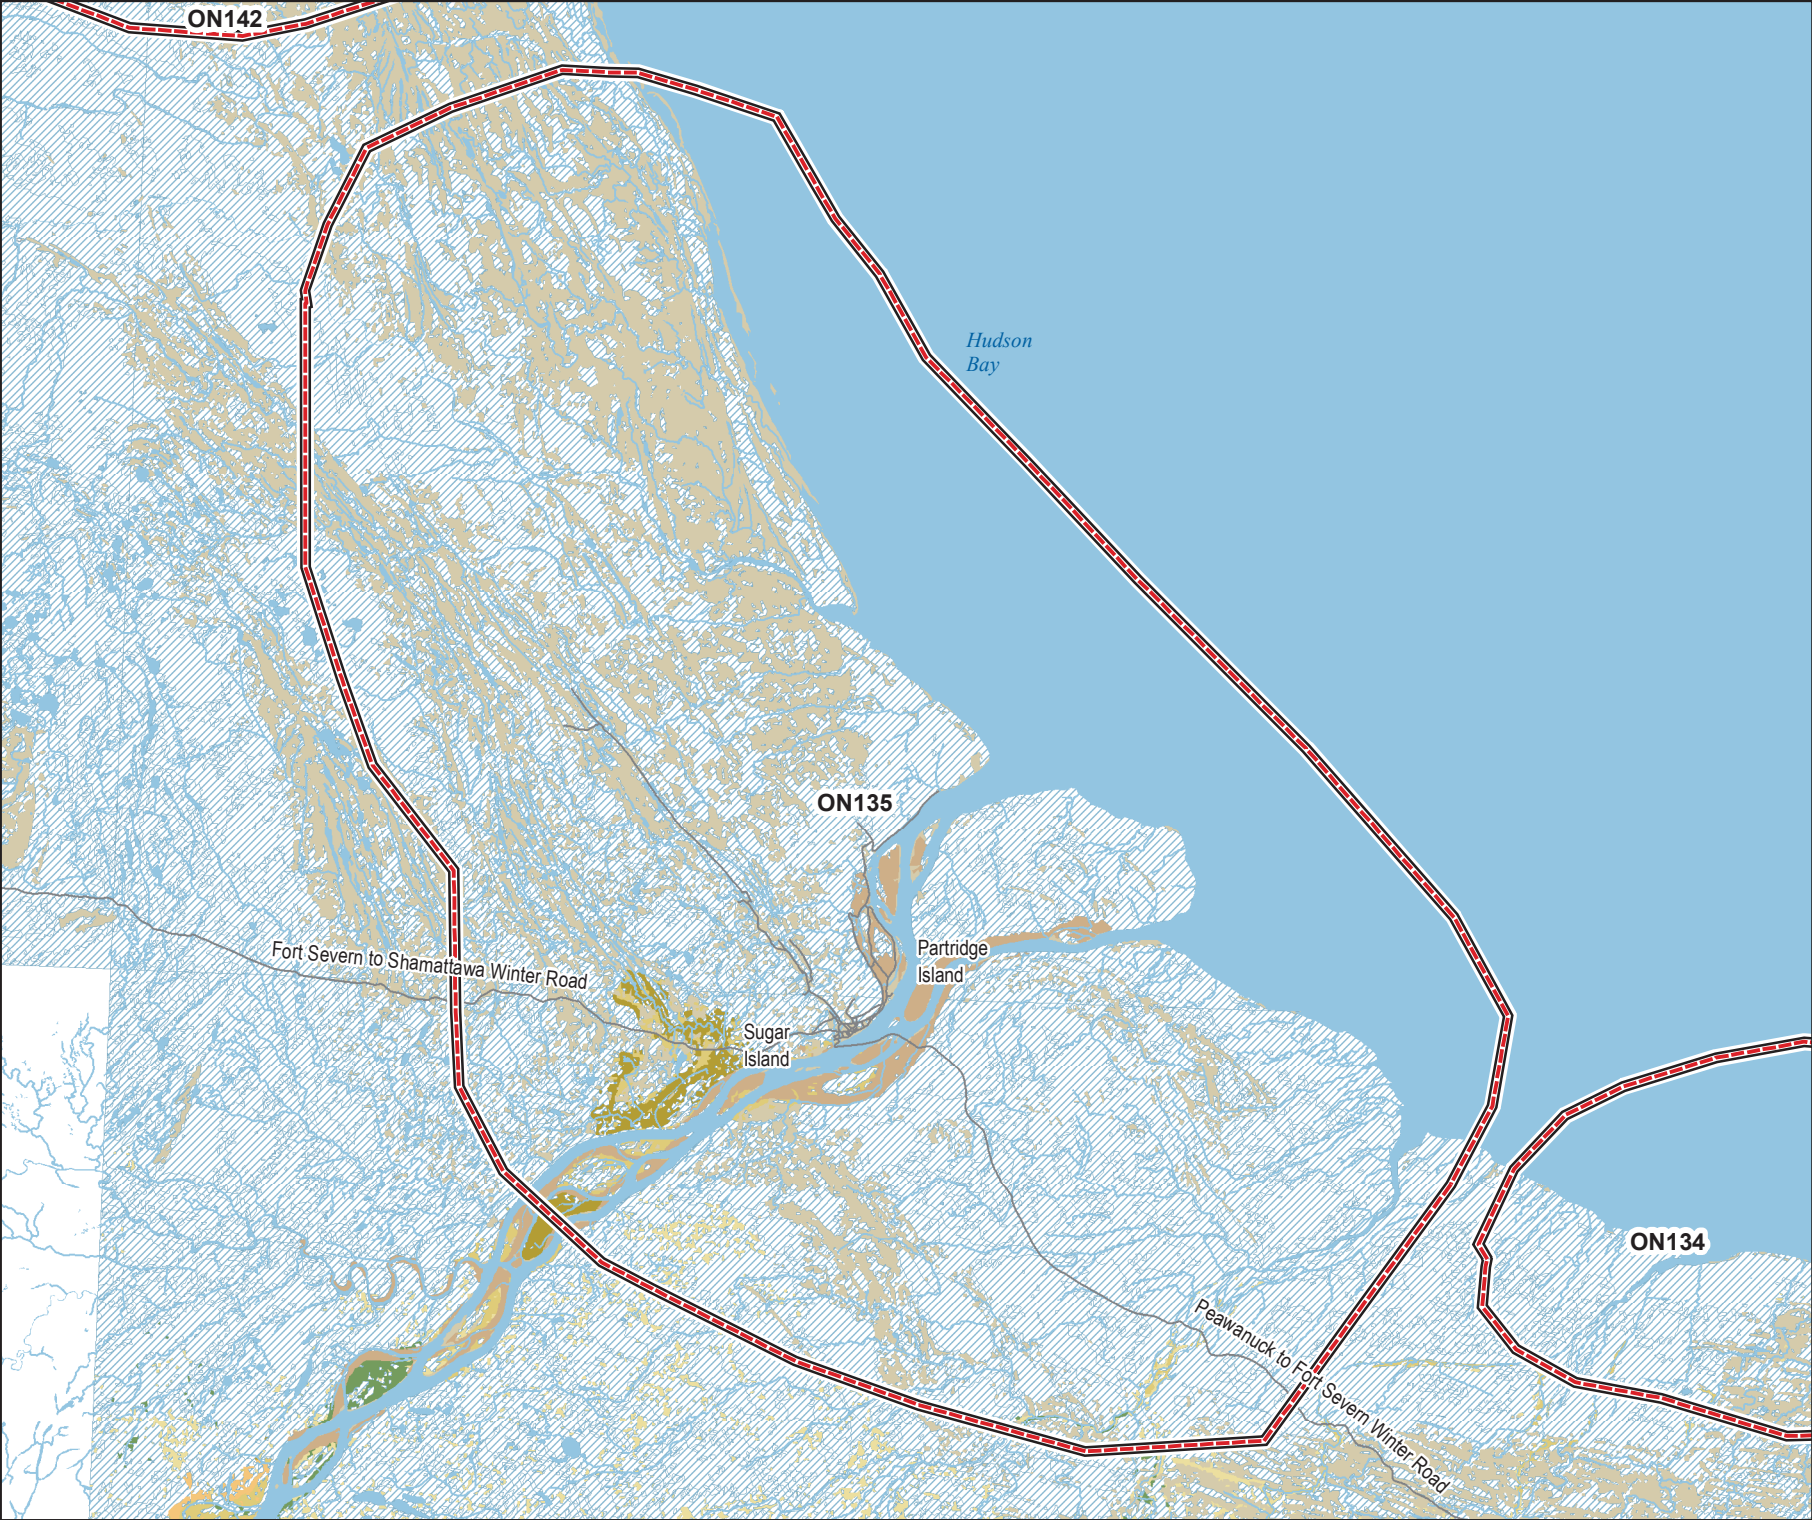 ON142
Hudson
Bay
ON135
Fort Severn to Shamattawa Winter Road
Partridge
Island
Sugar
Island
ON134
Peawanuck to Fort Severn Winter Road